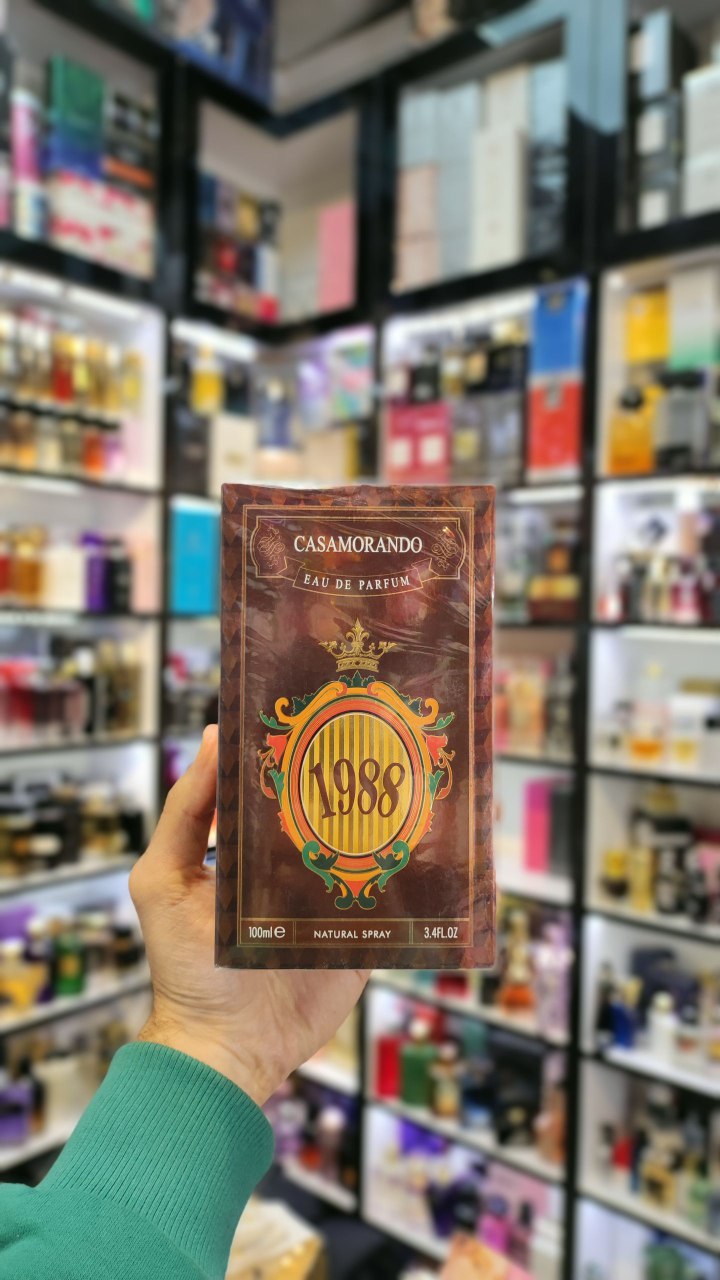 CASAMORANDO
EAU DE PARFUM
1988
100ml e NATURAL SPRAY 3.4FL.OZ